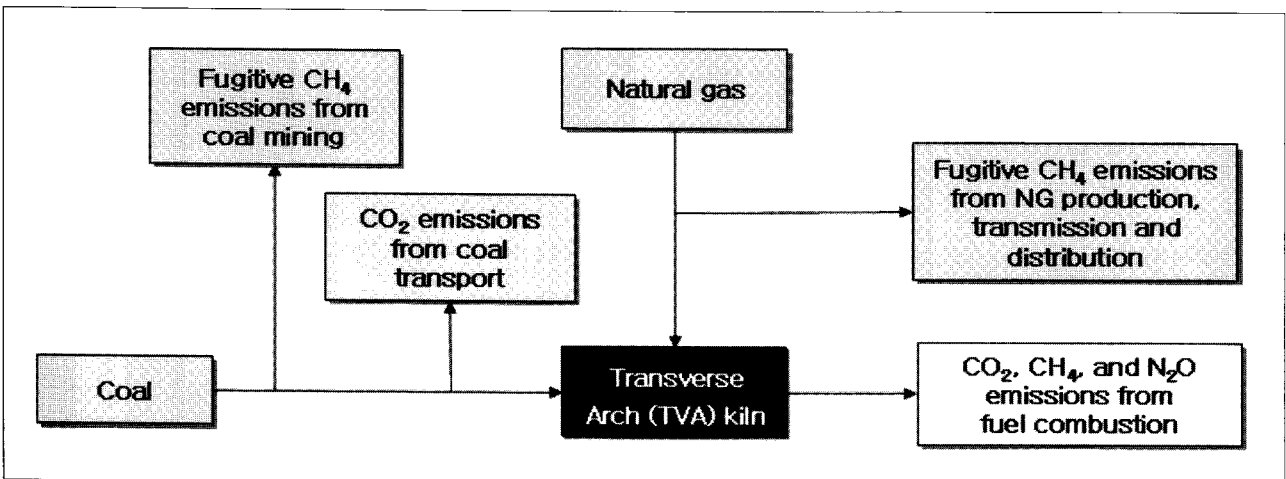 Fugitive CH₄
emissions from
coal mining
Natural gas
Fugitive CH₄ emissions
from NG production,
transmission and
distribution
CO₂ emissions
from coal
transport
Coal
Transverse
Arch (TVA) kiln
CO₂, CH₄, and N₂O
emissions from
fuel combustion